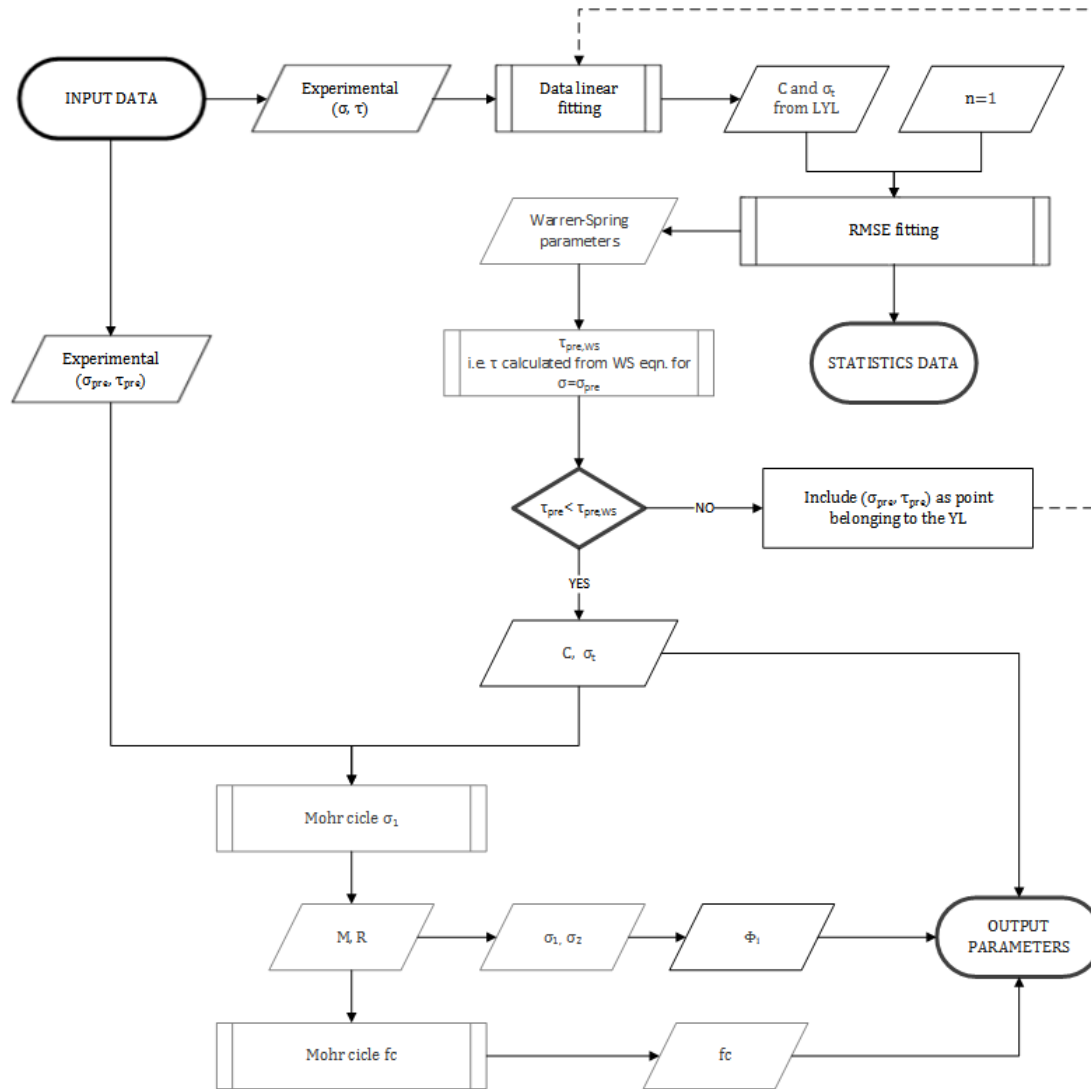 INPUT DATA
Experimental
(σ, τ)
Data linear
fitting
C and σₜ
from LYL
n=1
Warren-Spring
parameters
RMSE fitting
Experimental
(σₚᵣₑ, τₚᵣₑ)
τpre,WS
i.e. τ calculated from WS eqn. for
σ=σpre
STATISTICS DATA
τpre< τpre,WS
NO
Include (σpre, τpre) as point
belonging to the YL
YES
C, σₜ
Mohr cicle σ₁
M, R
σ₁, σ₂
Φᵢ
OUTPUT
PARAMETERS
Mohr cicle fc
fc